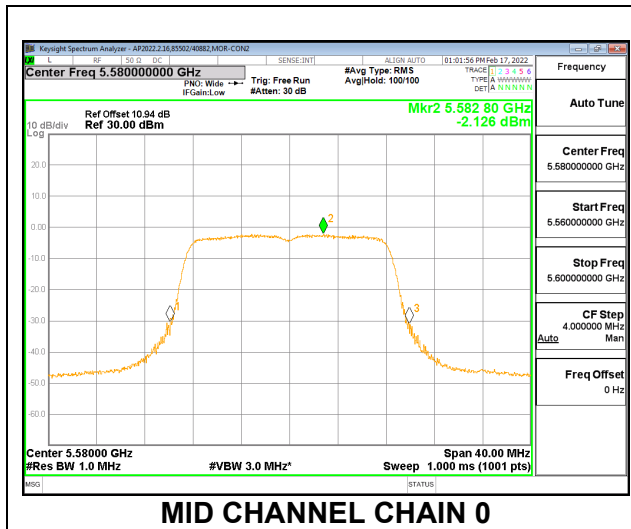 Keysight Spectrum Analyzer - AP2022.2.16,85502/40882,MOR-CON2
L RF 50 Ω DC SENSE:INT ALIGN AUTO 01:01:56 PM Feb 17, 2022
Center Freq 5.580000000 GHz
PNO: Wide
IFGain:Low
Trig: Free Run
#Atten: 30 dB
#Avg Type: RMS
Avg|Hold: 100/100
TRACE 1 2 3 4 5 6
TYPE A WWWWW
DET A N N N N N
Ref Offset 10.94 dB
10 dB/div Ref 30.00 dBm
Log
Mkr2 5.582 80 GHz
-2.126 dBm
20.0
10.0
0.00
-10.0
-20.0
-30.0
-40.0
-50.0
-60.0
1
2
3
Center 5.58000 GHz Span 40.00 MHz
#Res BW 1.0 MHz #VBW 3.0 MHz* Sweep 1.000 ms (1001 pts)
MSG STATUS
Frequency
Auto Tune
Center Freq
5.580000000 GHz
Start Freq
5.560000000 GHz
Stop Freq
5.600000000 GHz
CF Step
4.000000 MHz
Auto Man
Freq Offset
0 Hz
MID CHANNEL CHAIN 0